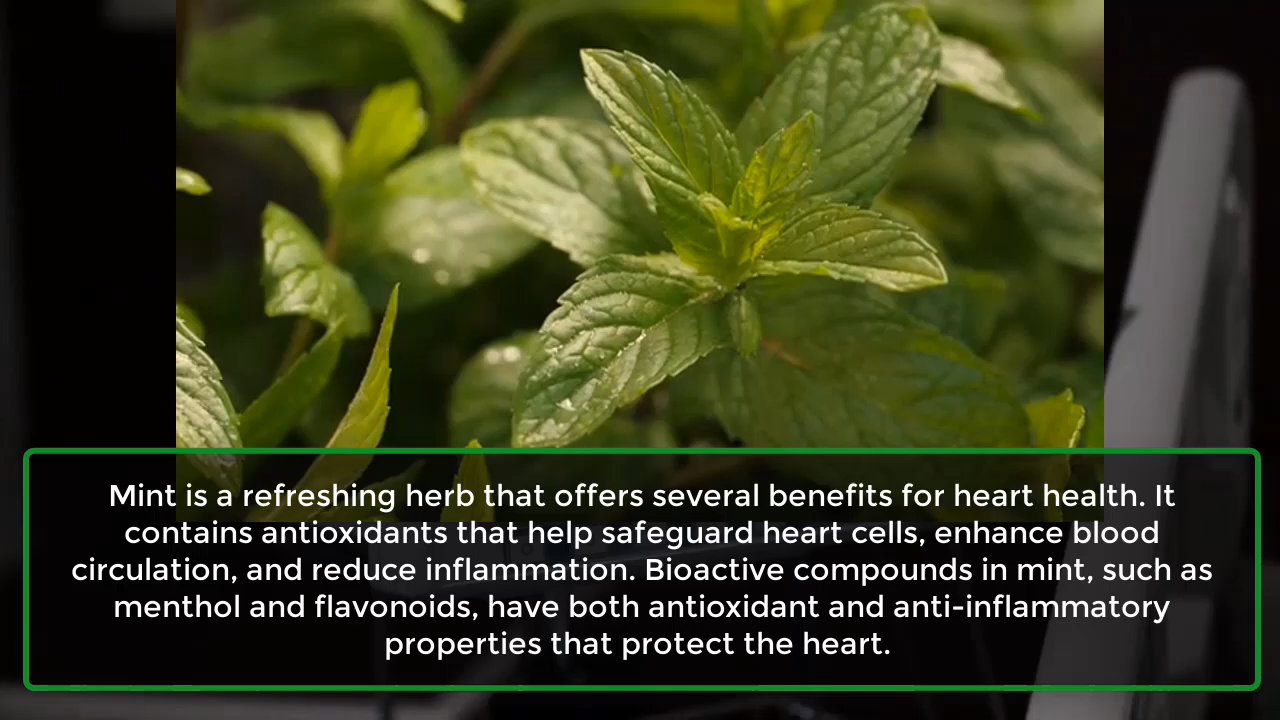 Mint is a refreshing herb that offers several benefits for heart health. It
contains antioxidants that help safeguard heart cells, enhance blood
circulation, and reduce inflammation. Bioactive compounds in mint, such as
menthol and flavonoids, have both antioxidant and anti-inflammatory
properties that protect the heart.